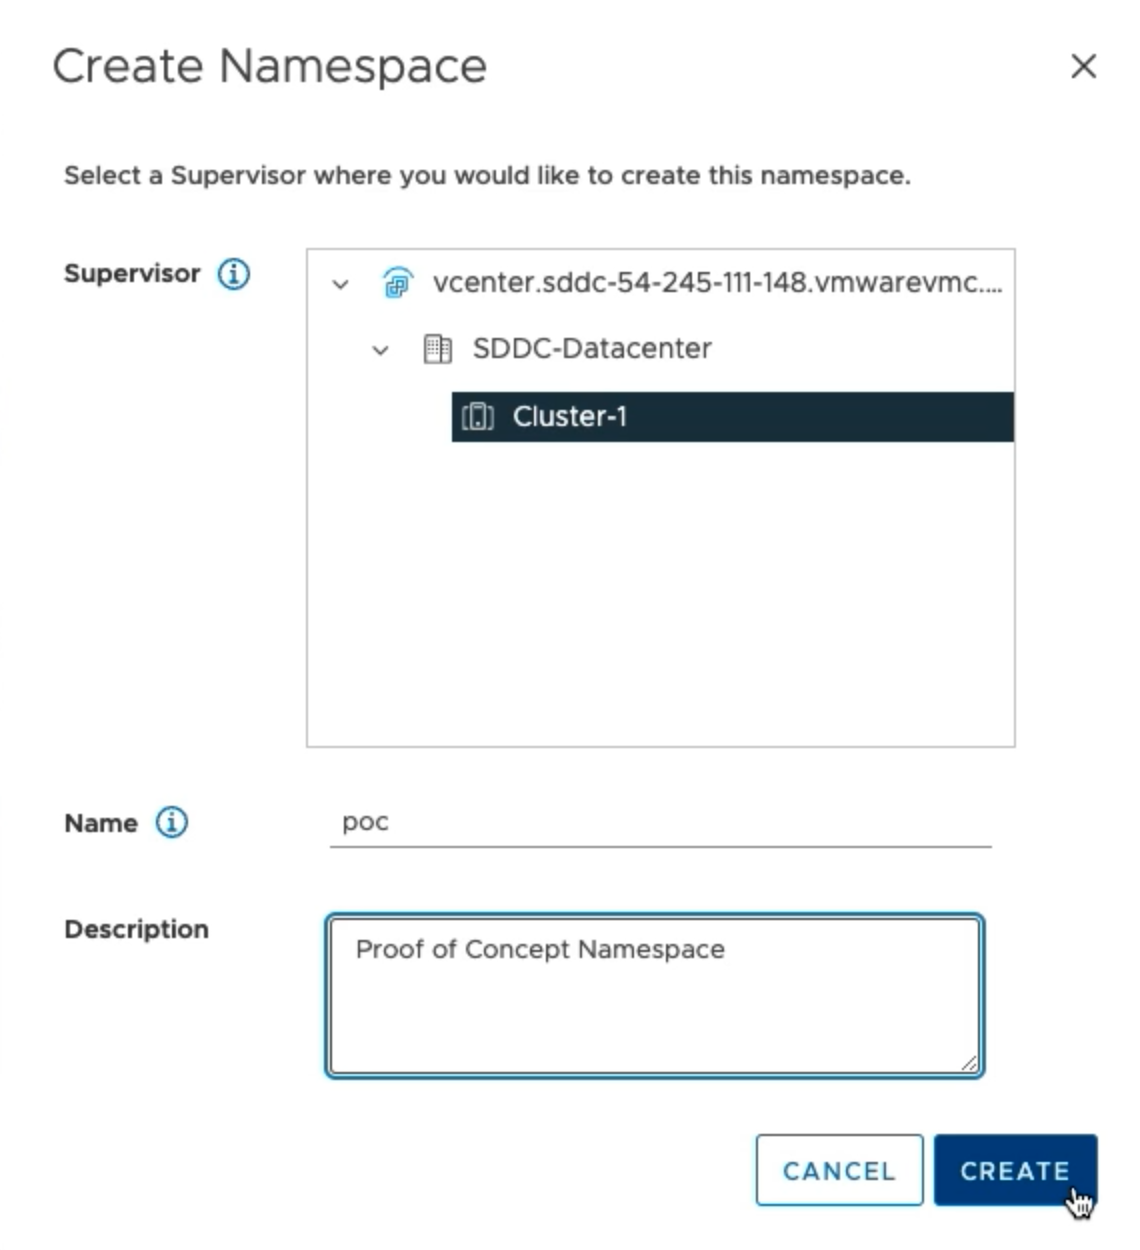 Create Namespace
Select a Supervisor where you would like to create this namespace.
Supervisor
vcenter.sddc-54-245-111-148.vmwarevmc....
SDDC-Datacenter
Cluster-1
Name
poc
Description
Proof of Concept Namespace
CANCEL
CREATE